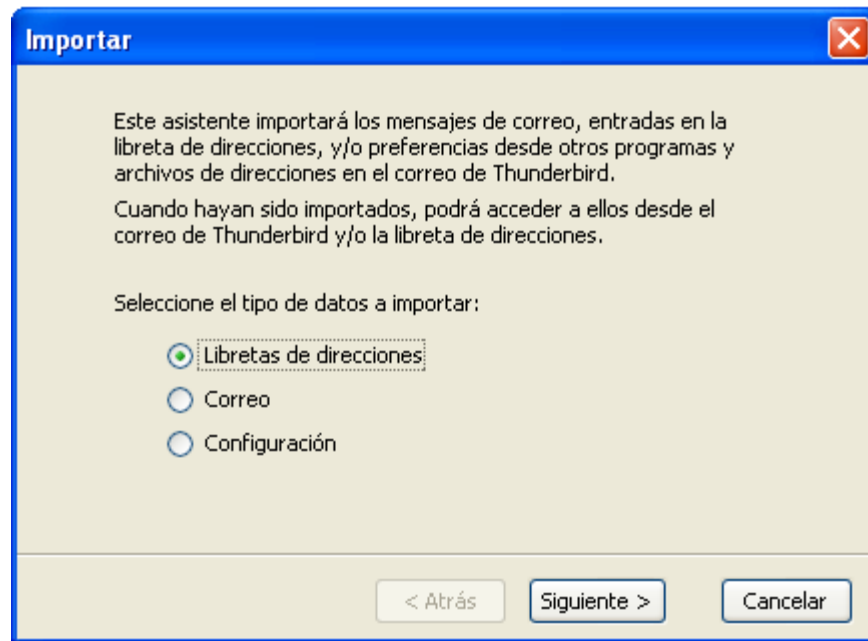 Importar
Este asistente importará los mensajes de correo, entradas en la
libreta de direcciones, y/o preferencias desde otros programas y
archivos de direcciones en el correo de Thunderbird.
Cuando hayan sido importados, podrá acceder a ellos desde el
correo de Thunderbird y/o la libreta de direcciones.
Seleccione el tipo de datos a importar:
Libretas de direcciones
Correo
Configuración
< Atrás Siguiente > Cancelar